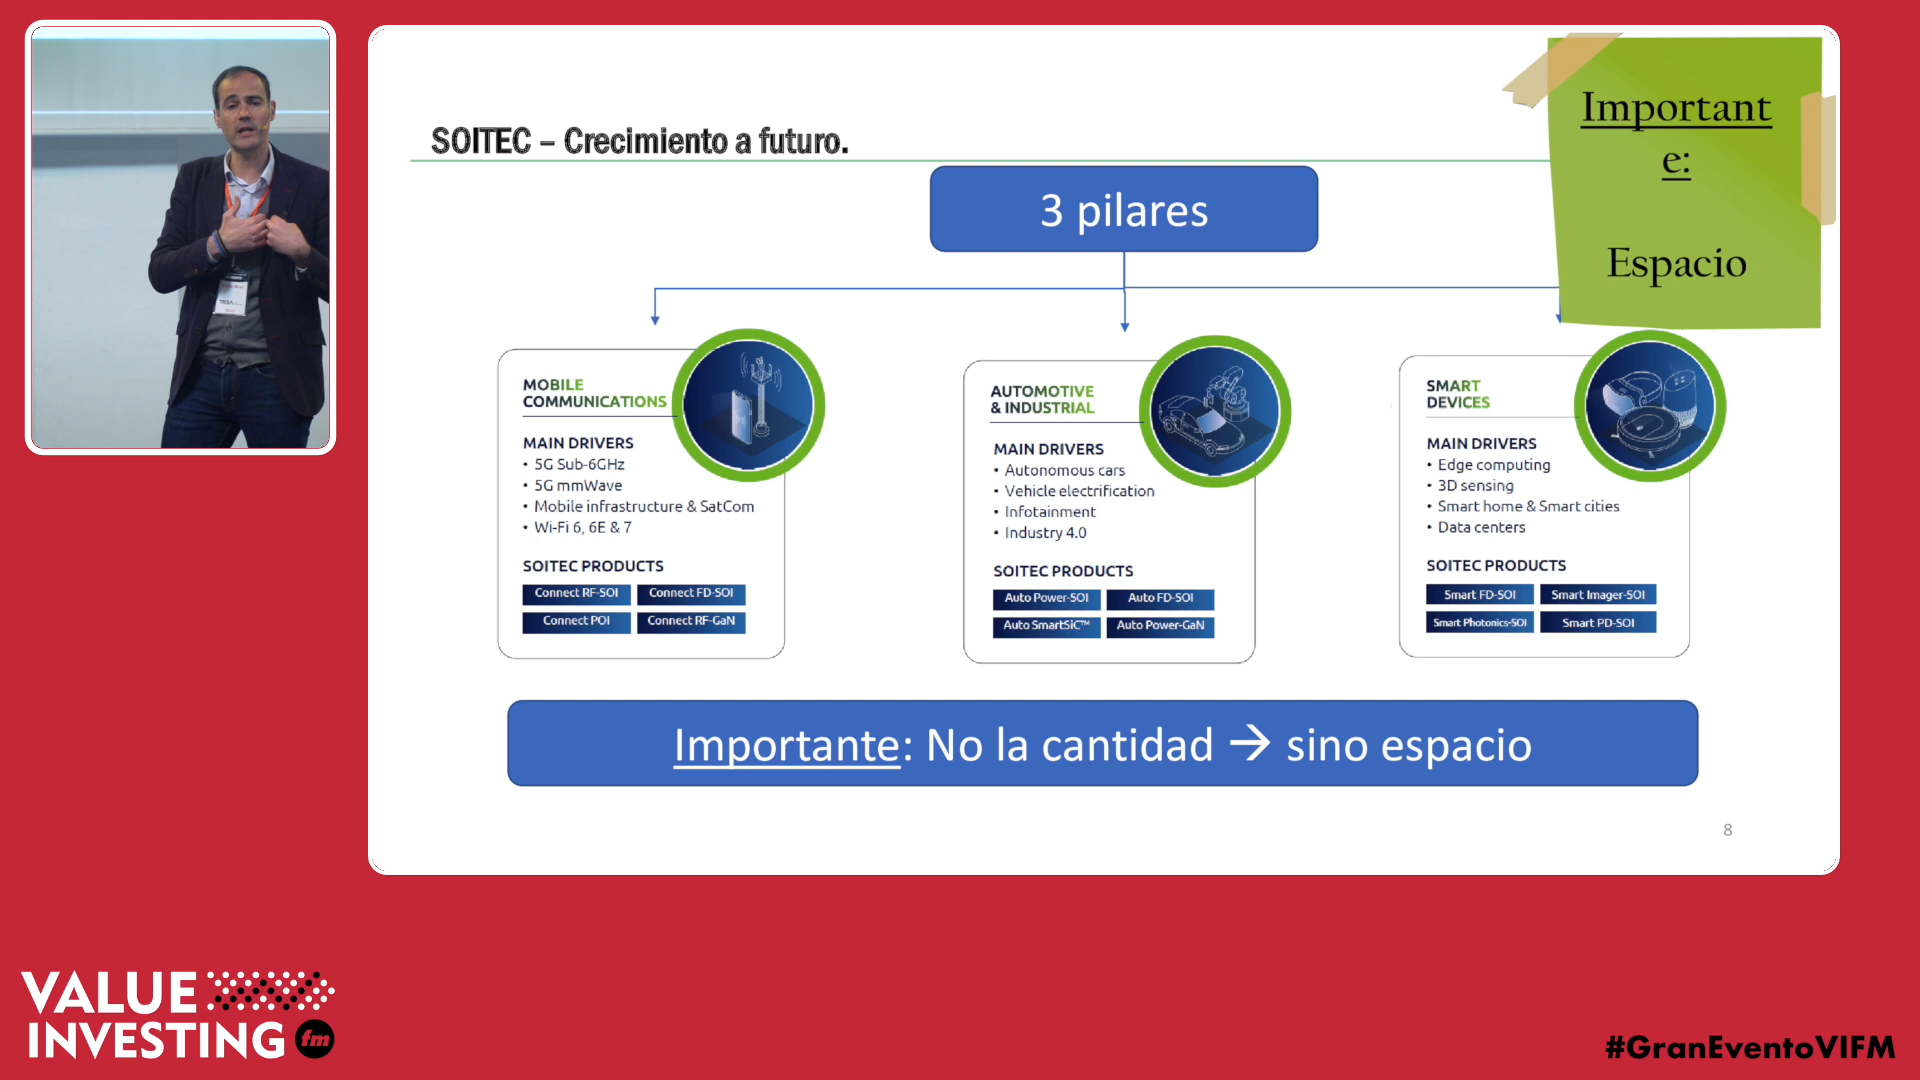 SOITEC – Crecimiento a futuro.
Important
e:
Espacio
3 pilares
MOBILE
COMMUNICATIONS
MAIN DRIVERS
• 5G Sub-6GHz
• 5G mmWave
• Mobile infrastructure & SatCom
• Wi-Fi 6, 6E & 7
SOITEC PRODUCTS
Connect RF-SOI Connect FD-SOI
Connect POI Connect RF-GaN
AUTOMOTIVE
& INDUSTRIAL
MAIN DRIVERS
• Autonomous cars
• Vehicle electrification
• Infotainment
• Industry 4.0
SOITEC PRODUCTS
Auto Power-SOI Auto FD-SOI
Auto SmartSiC™ Auto Power-GaN
SMART
DEVICES
MAIN DRIVERS
• Edge computing
• 3D sensing
• Smart home & Smart cities
• Data centers
SOITEC PRODUCTS
Smart FD-SOI Smart Imager-SOI
Smart Photonics-SOI Smart PD-SOI
Importante: No la cantidad → sino espacio
8
VALUE
INVESTING fm
#GranEventoVIFM